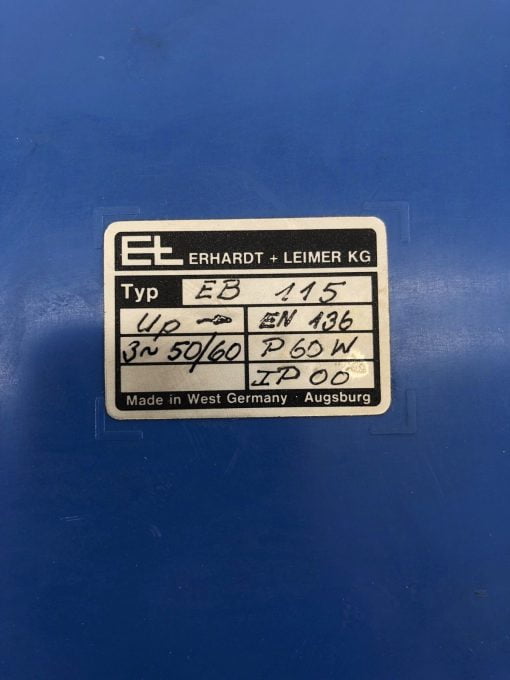 E+L ERHARDT + LEIMER KG
Typ EB 115
Up → EN 136
3~ 50/60 P 60 W
IP 00
Made in West Germany · Augsburg